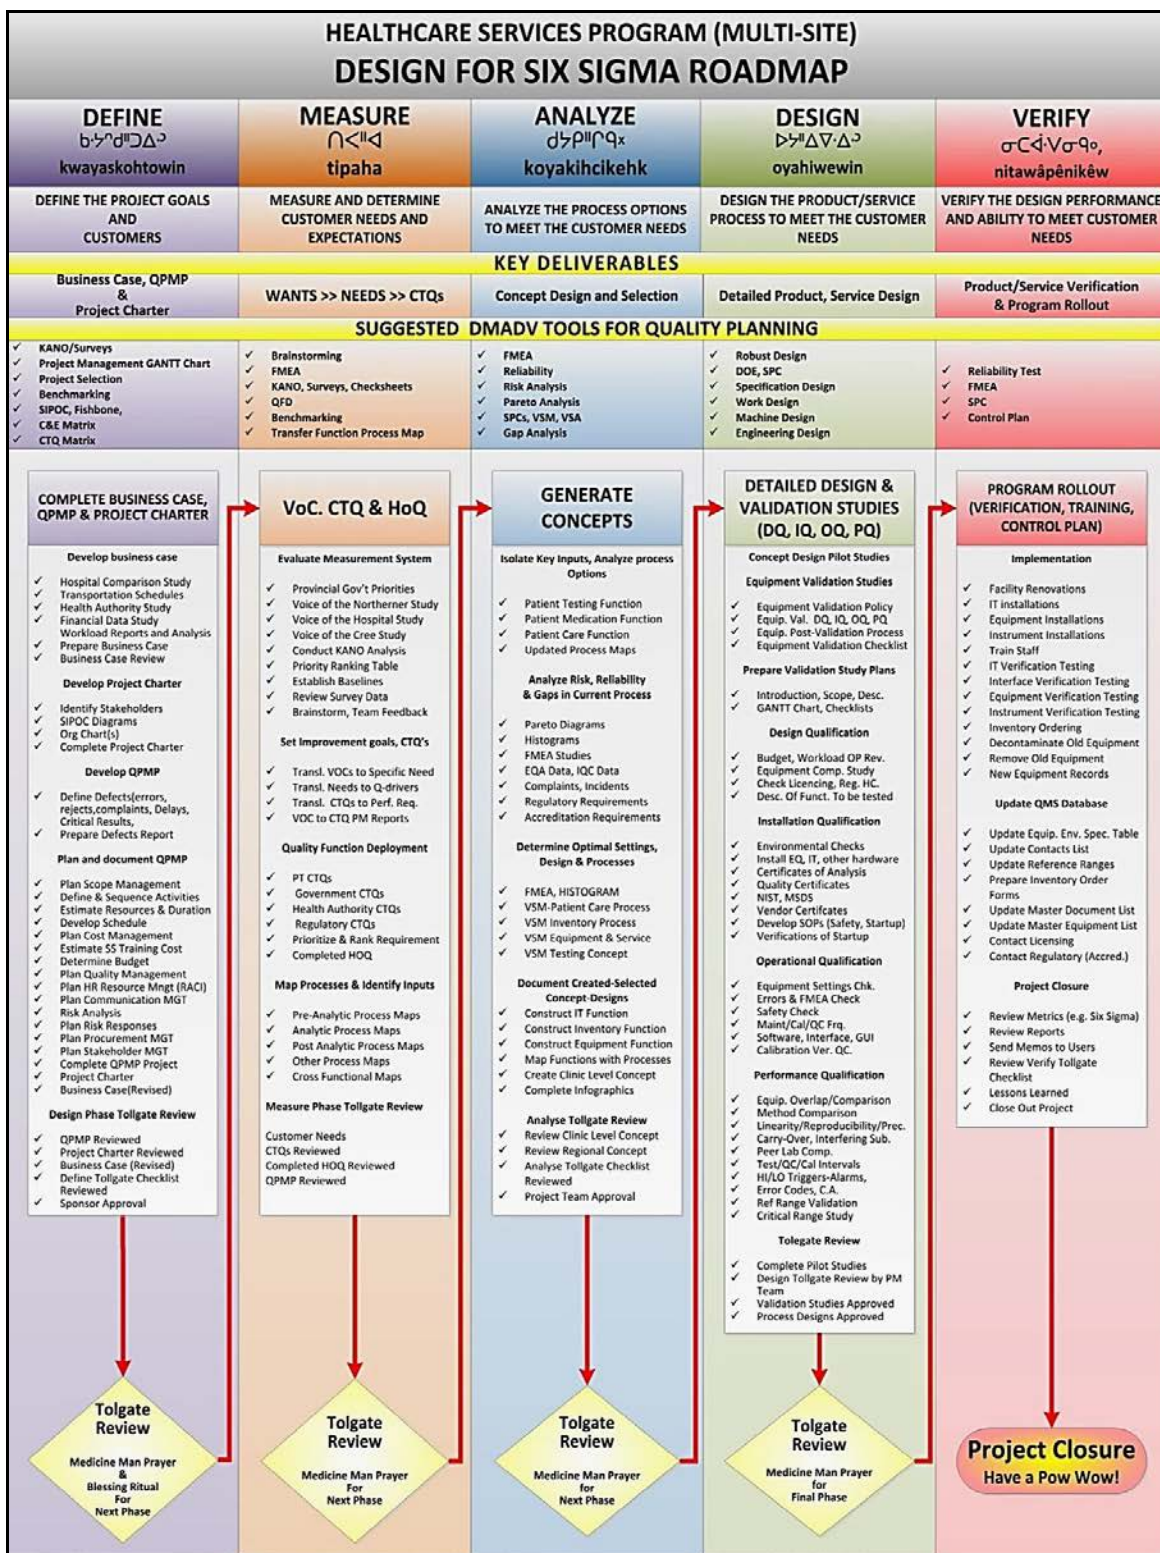 HEALTHCARE SERVICES PROGRAM (MULTI-SITE)
DESIGN FOR SIX SIGMA ROADMAP
DEFINE
kwayaskohtowin
MEASURE
ᑎᐸᐦᐊ
tipaha
ANALYZE
koyakihcikehk
DESIGN
oyahiwewin
VERIFY
nitawâpênikêw
DEFINE THE PROJECT GOALS
AND
CUSTOMERS
MEASURE AND DETERMINE
CUSTOMER NEEDS AND
EXPECTATIONS
ANALYZE THE PROCESS OPTIONS
TO MEET THE CUSTOMER NEEDS
DESIGN THE PRODUCT/SERVICE
PROCESS TO MEET THE CUSTOMER
NEEDS
VERIFY THE DESIGN PERFORMANCE
AND ABILITY TO MEET CUSTOMER
NEEDS
KEY DELIVERABLES
Business Case, QPMP
&
Project Charter
WANTS >> NEEDS >> CTQs
Concept Design and Selection
Detailed Product, Service Design
Product/Service Verification
& Program Rollout
SUGGESTED DMADV TOOLS FOR QUALITY PLANNING
✓ KANO/Surveys
✓ Project Management GANTT Chart
✓ Project Selection
✓ Benchmarking
✓ SIPOC, Fishbone,
✓ C&E Matrix
✓ CTQ Matrix
✓ Brainstorming
✓ FMEA
✓ KANO, Surveys, Checksheets
✓ QFD
✓ Benchmarking
✓ Transfer Function Process Map
✓ FMEA
✓ Reliability
✓ Risk Analysis
✓ Pareto Analysis
✓ SPCs, VSM, VSA
✓ Gap Analysis
✓ Robust Design
✓ DOE, SPC
✓ Specification Design
✓ Work Design
✓ Machine Design
✓ Engineering Design
✓ Reliability Test
✓ FMEA
✓ SPC
✓ Control Plan
COMPLETE BUSINESS CASE,
QPMP & PROJECT CHARTER
Develop business case
✓ Hospital Comparison Study
✓ Transportation Schedules
✓ Health Authority Study
✓ Financial Data Study
Workload Reports and Analysis
✓ Prepare Business Case
✓ Business Case Review
Develop Project Charter
✓ Identify Stakeholders
✓ SIPOC Diagrams
✓ Org Chart(s)
✓ Complete Project Charter
Develop QPMP
✓ Define Defects(errors,
rejects,complaints, Delays,
Critical Results,
✓ Prepare Defects Report
Plan and document QPMP
✓ Plan Scope Management
✓ Define & Sequence Activities
✓ Estimate Resources & Duration
✓ Develop Schedule
✓ Plan Cost Management
✓ Estimate SS Training Cost
✓ Determine Budget
✓ Plan Quality Management
✓ Plan HR Resource Mngt (RACI)
✓ Plan Communication MGT
✓ Risk Analysis
✓ Plan Risk Responses
✓ Plan Procurement MGT
✓ Plan Stakeholder MGT
✓ Complete QPMP Project
✓ Project Charter
✓ Business Case(Revised)
Design Phase Tollgate Review
✓ QPMP Reviewed
✓ Project Charter Reviewed
✓ Business Case (Revised)
✓ Define Tollgate Checklist
Reviewed
✓ Sponsor Approval
Tolgate
Review
Medicine Man Prayer
&
Blessing Ritual
For
Next Phase
VoC. CTQ & HoQ
Evaluate Measurement System
✓ Provincial Gov't Priorities
✓ Voice of the Northerner Study
✓ Voice of the Hospital Study
✓ Voice of the Cree Study
✓ Conduct KANO Analysis
✓ Priority Ranking Table
✓ Establish Baselines
✓ Review Survey Data
✓ Brainstorm, Team Feedback
Set Improvement goals, CTQ's
✓ Transl. VOCs to Specific Need
✓ Transl. Needs to Q-drivers
✓ Transl. CTQs to Perf. Req.
✓ VOC to CTQ PM Reports
Quality Function Deployment
✓ PT CTQs
✓ Government CTQs
✓ Health Authority CTQs
✓ Regulatory CTQs
✓ Prioritize & Rank Requirement
✓ Completed HOQ
Map Processes & Identify Inputs
✓ Pre-Analytic Process Maps
✓ Analytic Process Maps
✓ Post Analytic Process Maps
✓ Other Process Maps
✓ Cross Functional Maps
Measure Phase Tollgate Review
Customer Needs
CTQs Reviewed
Completed HOQ Reviewed
QPMP Reviewed
Tolgate
Review
Medicine Man Prayer
For
Next Phase
GENERATE
CONCEPTS
Isolate Key Inputs, Analyze process
Options
✓ Patient Testing Function
✓ Patient Medication Function
✓ Patient Care Function
✓ Updated Process Maps
Analyze Risk, Reliability
& Gaps in Current Process
✓ Pareto Diagrams
✓ Histograms
✓ FMEA Studies
✓ EQA Data, IQC Data
✓ Complaints, Incidents
✓ Regulatory Requirements
✓ Accreditation Requirements
Determine Optimal Settings,
Design & Processes
✓ FMEA, HISTOGRAM
✓ VSM-Patient Care Process
✓ VSM Inventory Process
✓ VSM Equipment & Service
✓ VSM Testing Concept
Document Created-Selected
Concept-Designs
✓ Construct IT Function
✓ Construct Inventory Function
✓ Construct Equipment Function
✓ Map Functions with Processes
✓ Create Clinic Level Concept
✓ Complete Infographics
Analyse Tollgate Review
✓ Review Clinic Level Concept
✓ Review Regional Concept
✓ Analyse Tollgate Checklist
Reviewed
✓ Project Team Approval
Tolgate
Review
Medicine Man Prayer
For
Next Phase
DETAILED DESIGN &
VALIDATION STUDIES
(DQ, IQ, OQ, PQ)
Concept Design Pilot Studies
Equipment Validation Studies
✓ Equipment Validation Policy
✓ Equip. Val. DQ, IQ, OQ, PQ
✓ Equip. Post-Validation Process
✓ Equipment Validation Checklist
Prepare Validation Study Plans
✓ Introduction, Scope, Desc.
✓ GANTT Chart, Checklists
Design Qualification
✓ Budget, Workload OP Rev.
✓ Equipment Comp. Study
✓ Check Licencing, Reg. HC.
✓ Desc. Of Funct. To be tested
Installation Qualification
✓ Environmental Checks
✓ Install EQ, IT, other hardware
✓ Certificates of Analysis
✓ Quality Certificates
✓ NIST, MSDS
✓ Vendor Certifcates
✓ Develop SOPs (Safety, Startup)
✓ Verifications of Startup
Operational Qualification
✓ Equipment Settings Chk.
✓ Errors & FMEA Check
✓ Safety Check
✓ Maint/Cal/QC Frq.
✓ Software, Interface, GUI
✓ Calibration Ver. QC.
Performance Qualification
✓ Equip. Overlap/Comparison
✓ Method Comparison
✓ Linearity/Reproducibility/Prec.
✓ Carry-Over, Interfering Sub.
✓ Peer Lab Comp.
✓ Test/QC/Cal Intervals
✓ HI/LO Triggers-Alarms,
✓ Error Codes, C.A.
✓ Ref Range Validation
✓ Critical Range Study
Tolegate Review
✓ Complete Pilot Studies
✓ Design Tollgate Review by PM
Team
✓ Validation Studies Approved
✓ Process Designs Approved
Tolgate
Review
Medicine Man Prayer
for
Final Phase
PROGRAM ROLLOUT
(VERIFICATION, TRAINING,
CONTROL PLAN)
Implementation
✓ Facility Renovations
✓ IT installations
✓ Equipment Installations
✓ Instrument Installations
✓ Train Staff
✓ IT Verification Testing
✓ Interface Verification Testing
✓ Equipment Verification Testing
✓ Instrument Verification Testing
✓ Inventory Ordering
✓ Decontaminate Old Equipment
✓ Remove Old Equipment
✓ New Equipment Records
Update QMS Database
✓ Update Equip. Env. Spec. Table
✓ Update Contacts List
✓ Update Reference Ranges
✓ Prepare Inventory Order
Forms
✓ Update Master Document List
✓ Update Master Equipment List
✓ Contact Licensing
✓ Contact Regulatory (Accred.)
Project Closure
✓ Review Metrics (e.g. Six Sigma)
✓ Review Reports
✓ Send Memos to Users
✓ Review Verify Tollgate
Checklist
✓ Lessons Learned
✓ Close Out Project
Project Closure
Have a Pow Wow!